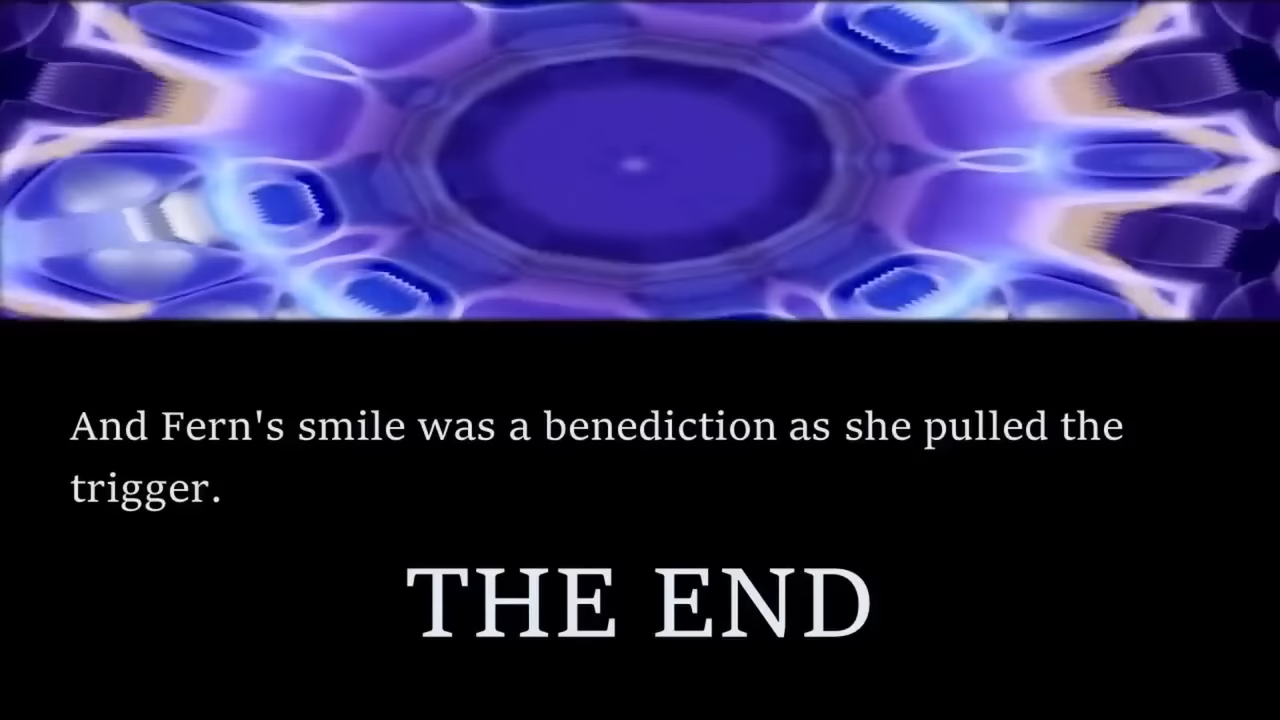 And Fern's smile was a benediction as she pulled the
trigger.
THE END